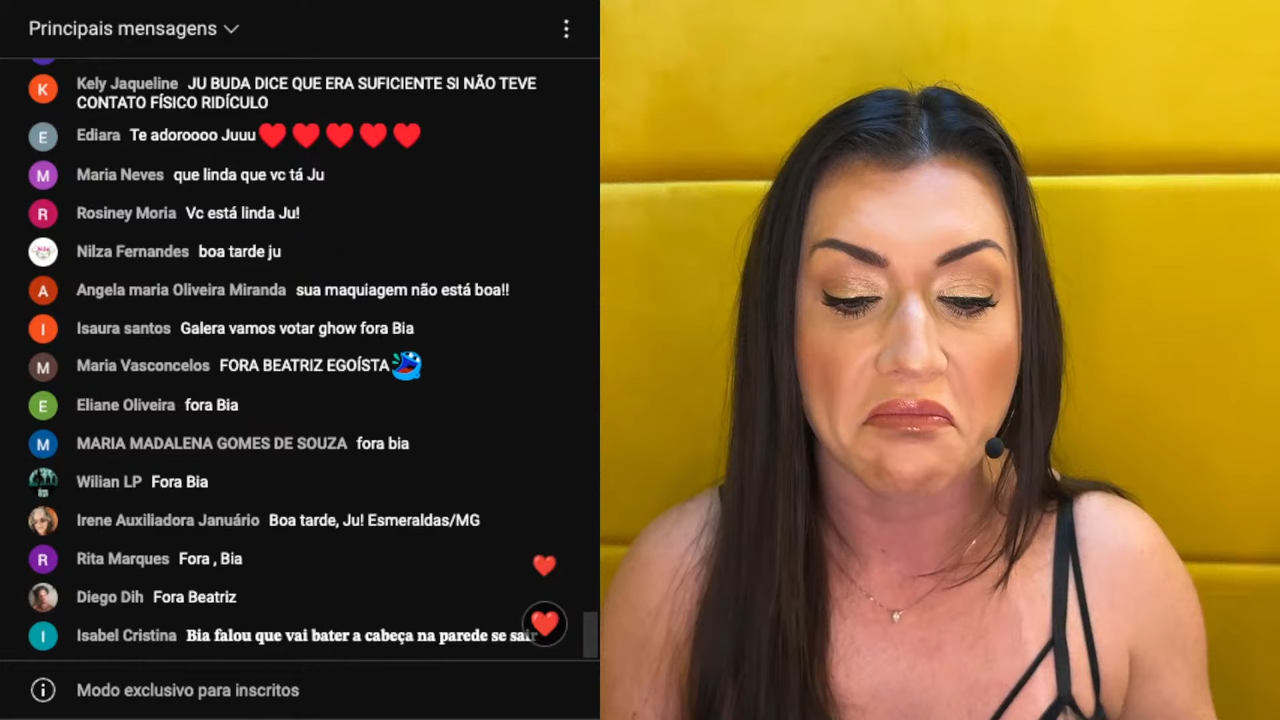 Principais mensagens
Kely Jaqueline JU BUDA DICE QUE ERA SUFICIENTE SI NÃO TEVE
CONTATO FÍSICO RIDÍCULO
Ediara Te adoroooo Juuu
Maria Neves que linda que vc tá Ju
Rosiney Moria Vc está linda Ju!
Nilza Fernandes boa tarde ju
Angela maria Oliveira Miranda sua maquiagem não está boa!!
Isaura santos Galera vamos votar ghow fora Bia
Maria Vasconcelos FORA BEATRIZ EGOÍSTA
Eliane Oliveira fora Bia
MARIA MADALENA GOMES DE SOUZA fora bia
Wilian LP Fora Bia
Irene Auxiliadora Januário Boa tarde, Ju! Esmeraldas/MG
Rita Marques Fora , Bia
Diego Dih Fora Beatriz
Isabel Cristina Bia falou que vai bater a cabeça na parede se sair
Modo exclusivo para inscritos